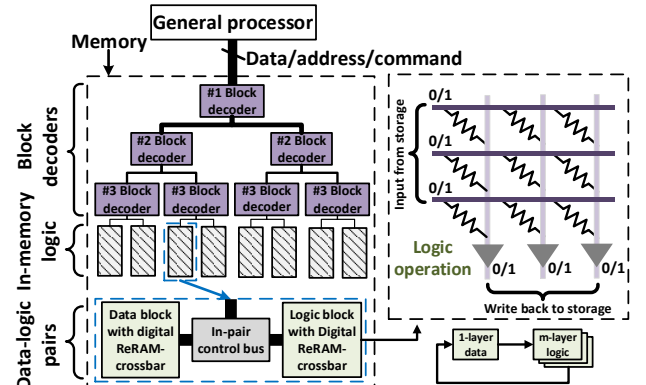 General processor
Memory
Data/address/command
#1 Block
decoder
#2 Block
decoder
#2 Block
decoder
#3 Block
decoder
#3 Block
decoder
#3 Block
decoder
#3 Block
decoder
Block
decoders
In-memory
logic
Data-logic
pairs
Data block
with digital
ReRAM-
crossbar
In-pair
control bus
Logic block
with Digital
ReRAM-
crossbar
Input from storage
0/1
0/1
0/1
Logic
operation
0/1
0/1
0/1
Write back to storage
1-layer
data
m-layer
logic